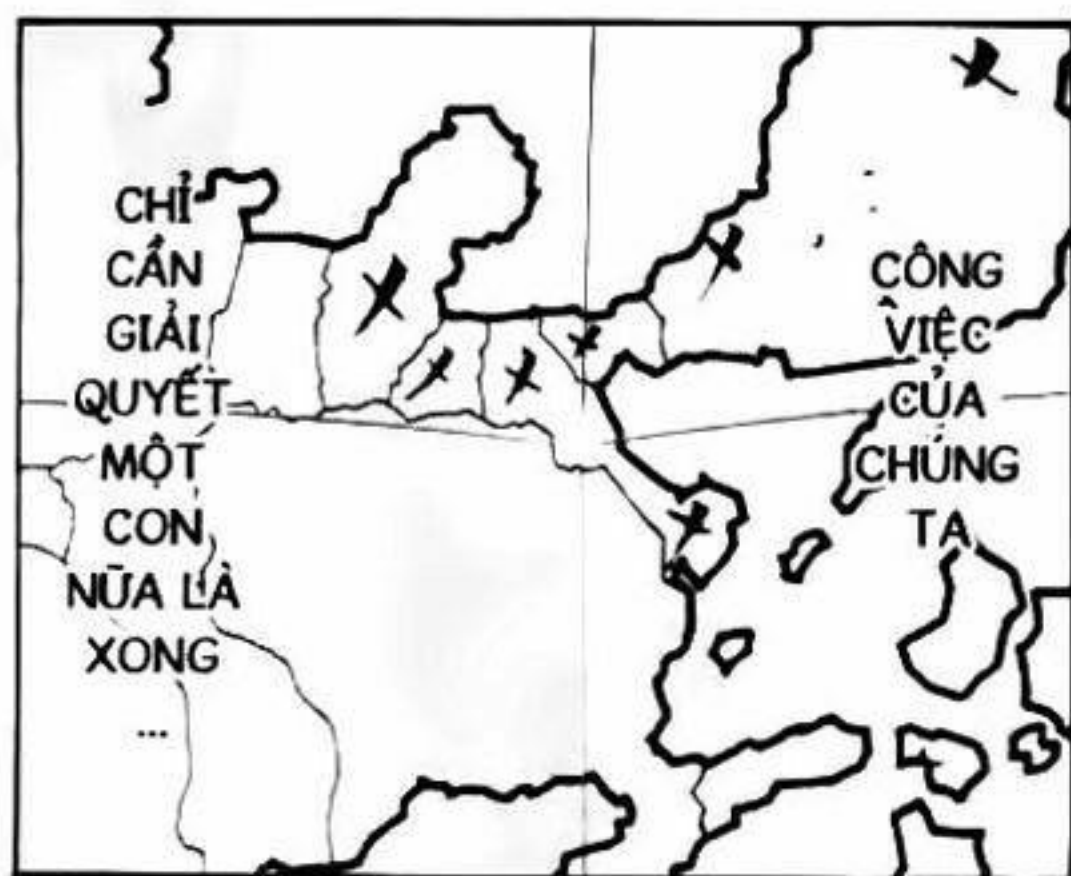 CÔNG
VIỆC
CỦA
CHÚNG
TA
CHỈ
CẦN
GIẢI
QUYẾT
MỘT
CON
NỮA LÀ
XONG
...